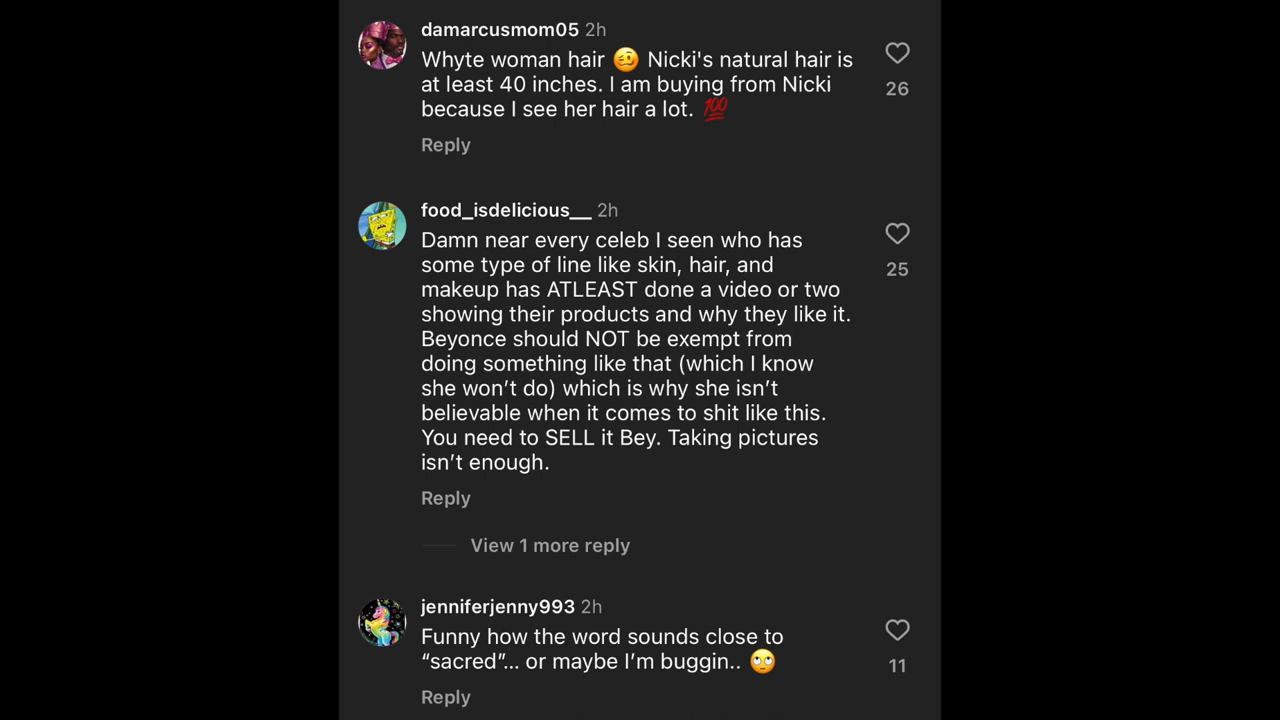 damarcusmom05 2h
Whyte woman hair 🥴 Nicki's natural hair is
at least 40 inches. I am buying from Nicki
because I see her hair a lot. 💯
26
Reply
food_isdelicious__ 2h
Damn near every celeb I seen who has
some type of line like skin, hair, and
makeup has ATLEAST done a video or two
showing their products and why they like it.
Beyonce should NOT be exempt from
doing something like that (which I know
she won’t do) which is why she isn’t
believable when it comes to shit like this.
You need to SELL it Bey. Taking pictures
isn’t enough.
25
Reply
View 1 more reply
jenniferjenny993 2h
Funny how the word sounds close to
“sacred”... or maybe I’m buggin.. 🙄
11
Reply